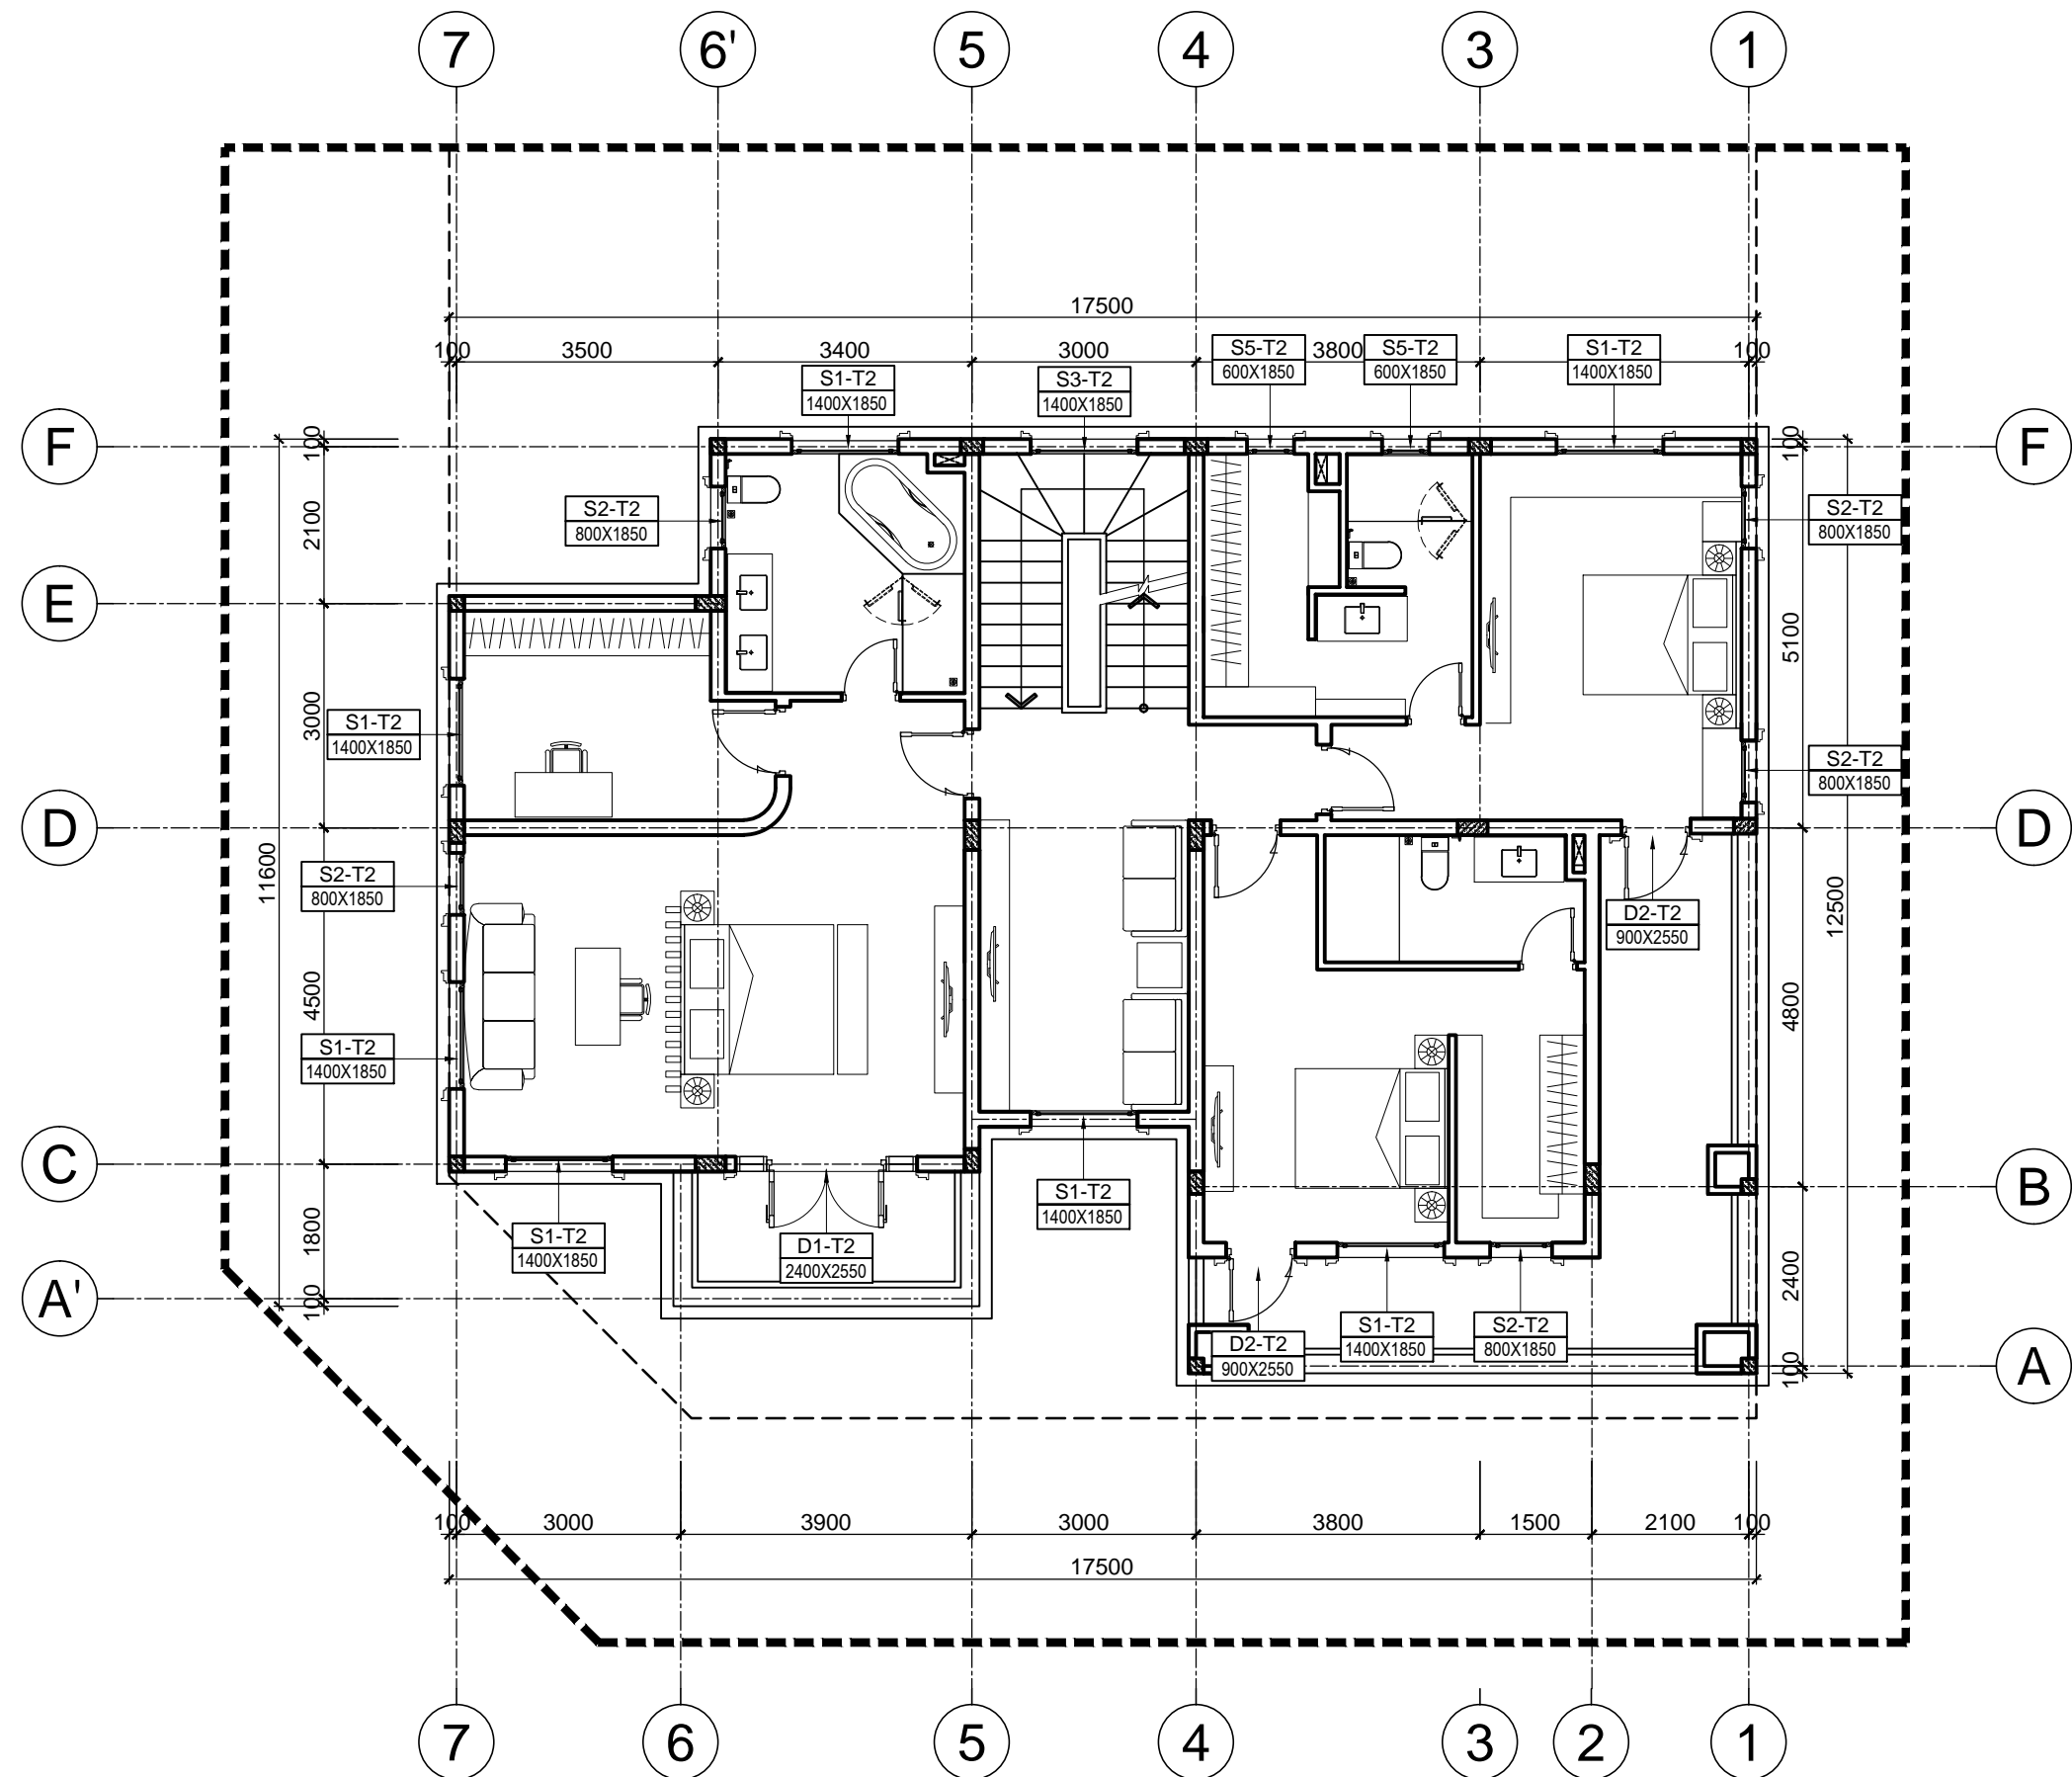 7
6'
5
4
3
1
17500
100
3500
3400
3000
3800
100
S5-T2
600X1850
S5-T2
600X1850
S1-T2
1400X1850
S1-T2
1400X1850
S3-T2
1400X1850
F
100
100
F
2100
S2-T2
800X1850
S2-T2
800X1850
E
5100
3000
S1-T2
1400X1850
S2-T2
800X1850
D
D
11600
S2-T2
800X1850
12500
D2-T2
900X2550
4500
4800
S1-T2
1400X1850
C
B
S1-T2
1400X1850
1800
S1-T2
1400X1850
D1-T2
2400X2550
2400
A'
100
D2-T2
900X2550
S1-T2
1400X1850
S2-T2
800X1850
100
A
100
3000
3900
3000
3800
1500
2100
100
17500
7
6
5
4
3
2
1